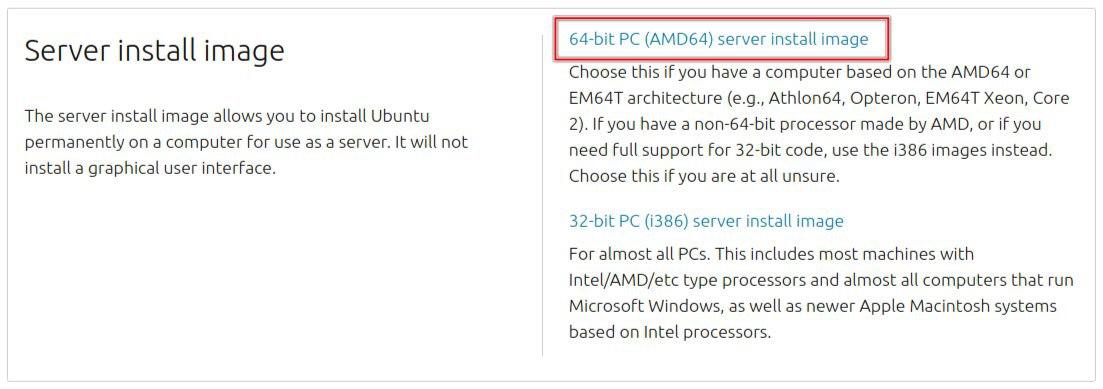 Server install image
The server install image allows you to install Ubuntu
permanently on a computer for use as a server. It will not
install a graphical user interface.
64-bit PC (AMD64) server install image
Choose this if you have a computer based on the AMD64 or
EM64T architecture (e.g., Athlon64, Opteron, EM64T Xeon, Core
2). If you have a non-64-bit processor made by AMD, or if you
need full support for 32-bit code, use the i386 images instead.
Choose this if you are at all unsure.
32-bit PC (i386) server install image
For almost all PCs. This includes most machines with
Intel/AMD/etc type processors and almost all computers that run
Microsoft Windows, as well as newer Apple Macintosh systems
based on Intel processors.